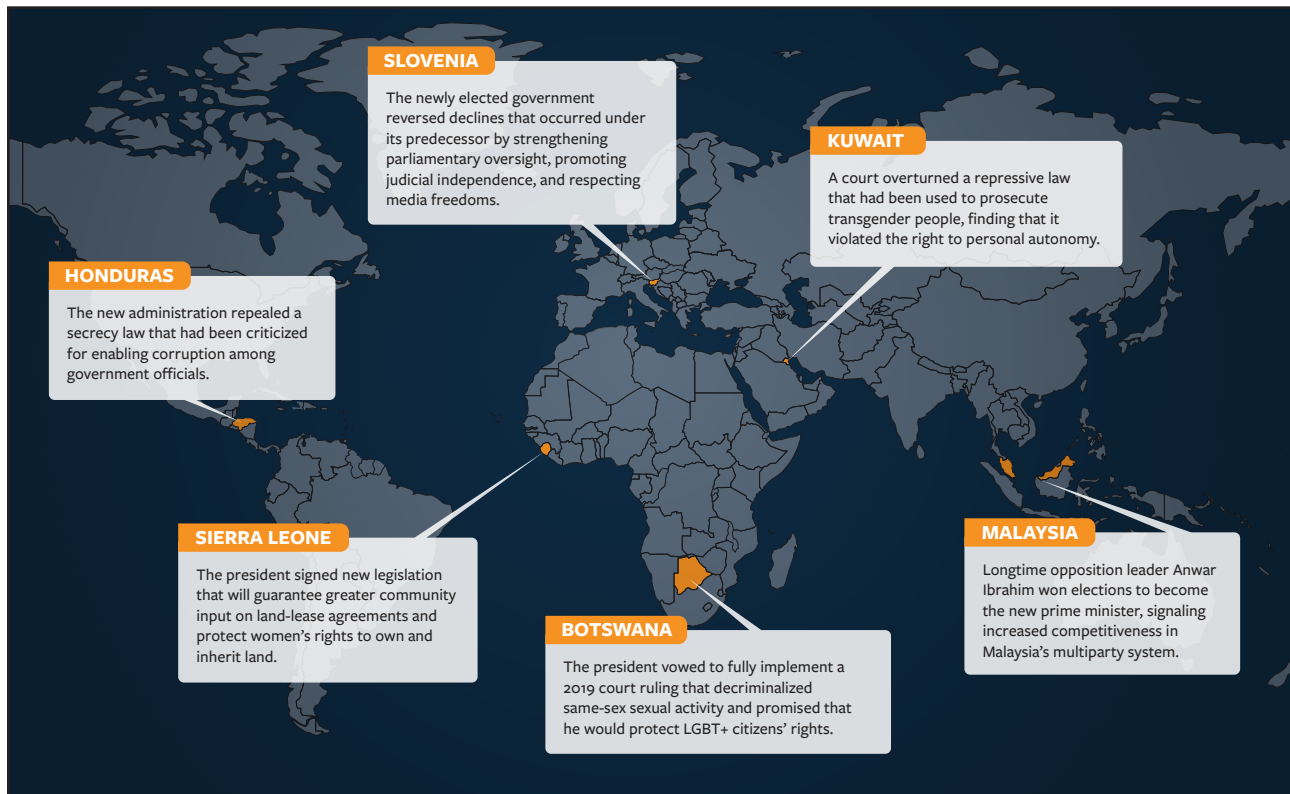 SLOVENIA
The newly elected government
reversed declines that occurred under
its predecessor by strengthening
parliamentary oversight, promoting
judicial independence, and respecting
media freedoms.
KUWAIT
A court overturned a repressive law
that had been used to prosecute
transgender people, finding that it
violated the right to personal autonomy.
HONDURAS
The new administration repealed a
secrecy law that had been criticized
for enabling corruption among
government officials.
SIERRA LEONE
The president signed new legislation
that will guarantee greater community
input on land-lease agreements and
protect women’s rights to own and
inherit land.
BOTSWANA
The president vowed to fully implement a
2019 court ruling that decriminalized
same-sex sexual activity and promised that
he would protect LGBT+ citizens’ rights.
MALAYSIA
Longtime opposition leader Anwar
Ibrahim won elections to become
the new prime minister, signaling
increased competitiveness in
Malaysia’s multiparty system.